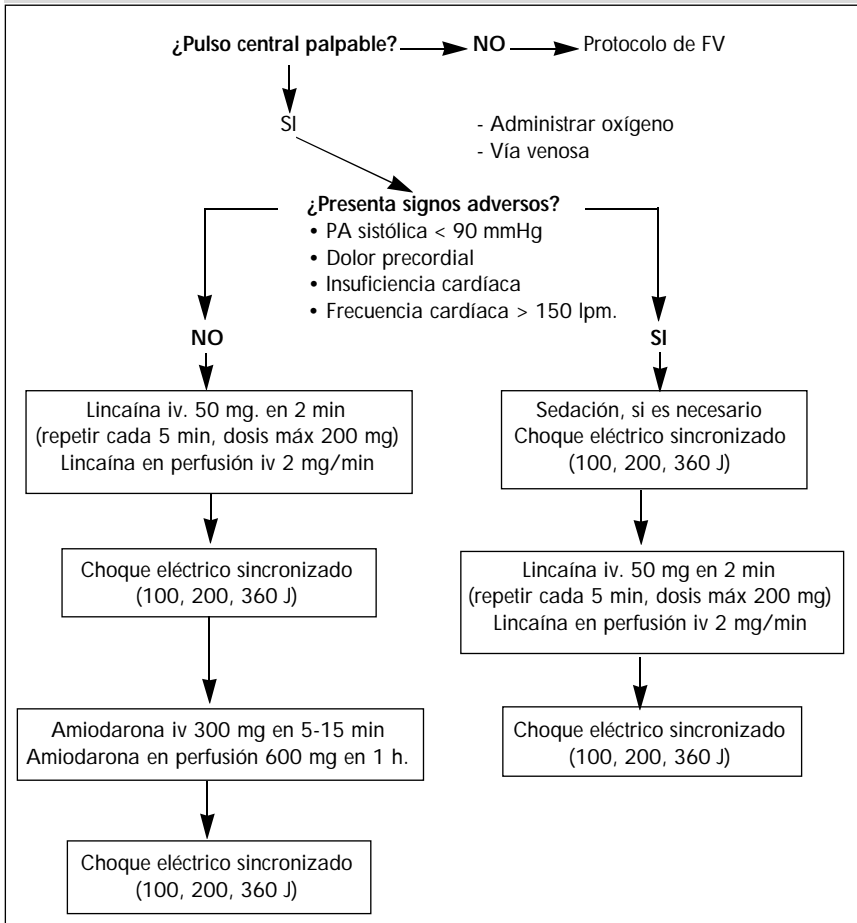 ¿Pulso central palpable? NO Protocolo de FV
SI
- Administrar oxígeno
- Vía venosa
¿Presenta signos adversos?
• PA sistólica < 90 mmHg
• Dolor precordial
• Insuficiencia cardíaca
• Frecuencia cardíaca > 150 lpm.
NO
Lincaína iv. 50 mg. en 2 min
(repetir cada 5 min, dosis máx 200 mg)
Lincaína en perfusión iv 2 mg/min
Choque eléctrico sincronizado
(100, 200, 360 J)
Amiodarona iv 300 mg en 5-15 min
Amiodarona en perfusión 600 mg en 1 h.
Choque eléctrico sincronizado
(100, 200, 360 J)
SI
Sedación, si es necesario
Choque eléctrico sincronizado
(100, 200, 360 J)
Lincaína iv. 50 mg en 2 min
(repetir cada 5 min, dosis máx 200 mg)
Lincaína en perfusión iv 2 mg/min
Choque eléctrico sincronizado
(100, 200, 360 J)